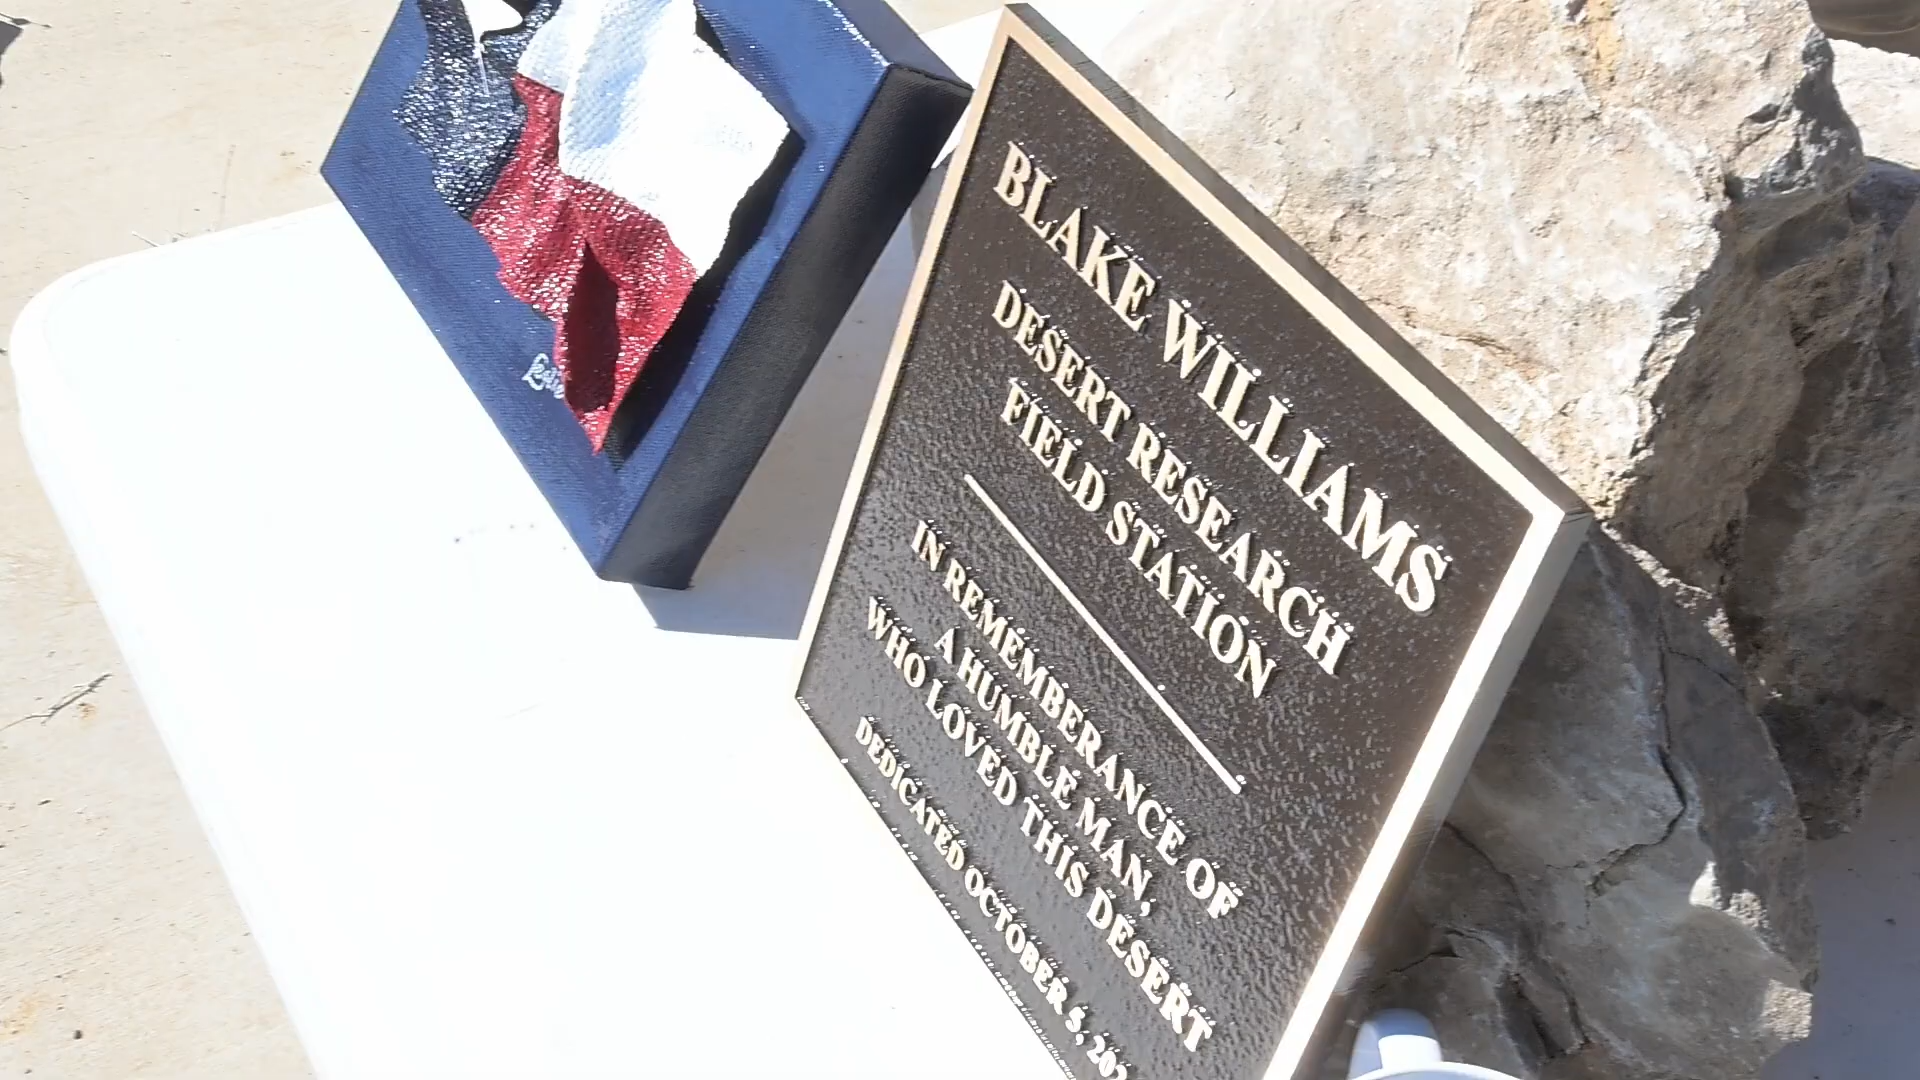 BLAKE WILLIAMS
DESERT RESEARCH
FIELD STATION
IN REMEMBERANCE OF
A HUMBLE MAN,
WHO LOVED THIS DESERT
DEDICATED OCTOBER 5,